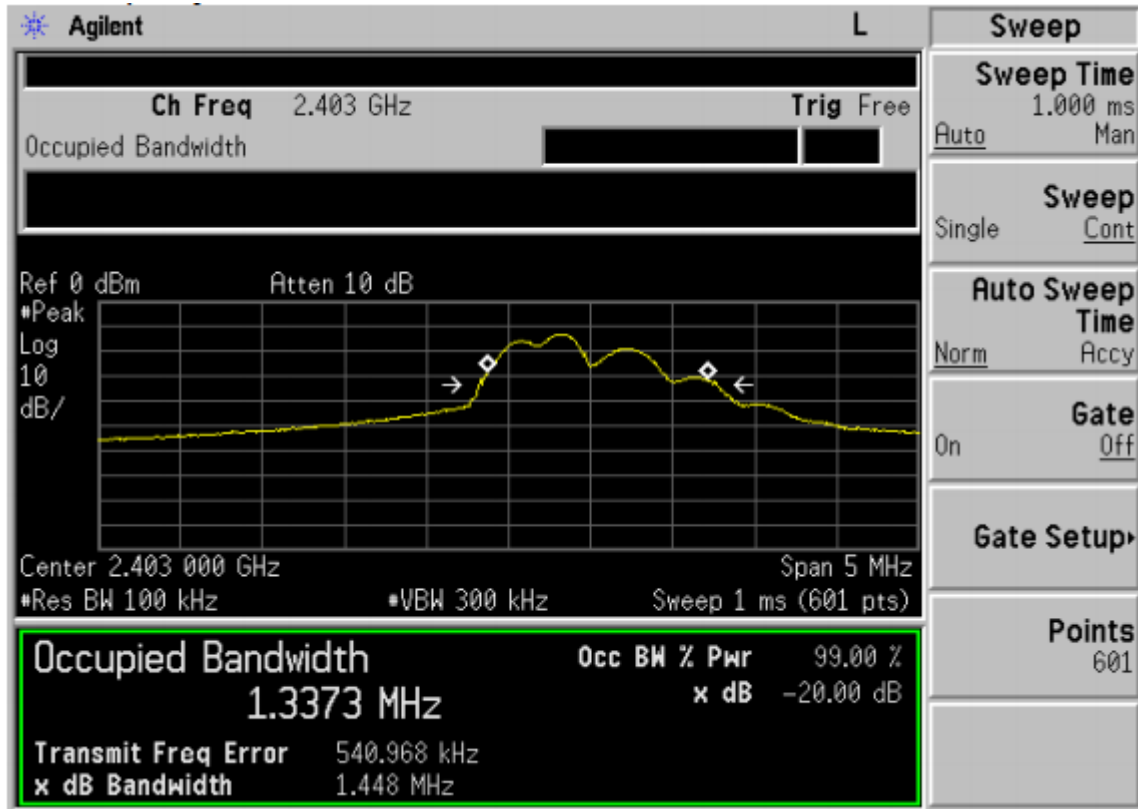 Agilent
L
Ch Freq 2.403 GHz Trig Free
Occupied Bandwidth
Ref 0 dBm Atten 10 dB
#Peak
Log
10
dB/
Center 2.403 000 GHz Span 5 MHz
#Res BW 100 kHz #VBW 300 kHz Sweep 1 ms (601 pts)
Occupied Bandwidth
1.3373 MHz
Occ BW % Pwr 99.00 %
x dB -20.00 dB
Transmit Freq Error 540.968 kHz
x dB Bandwidth 1.448 MHz
Sweep
Sweep Time
1.000 ms
Auto Man
Sweep
Single Cont
Auto Sweep
Time
Norm Accy
Gate
On Off
Gate Setup
Points
601